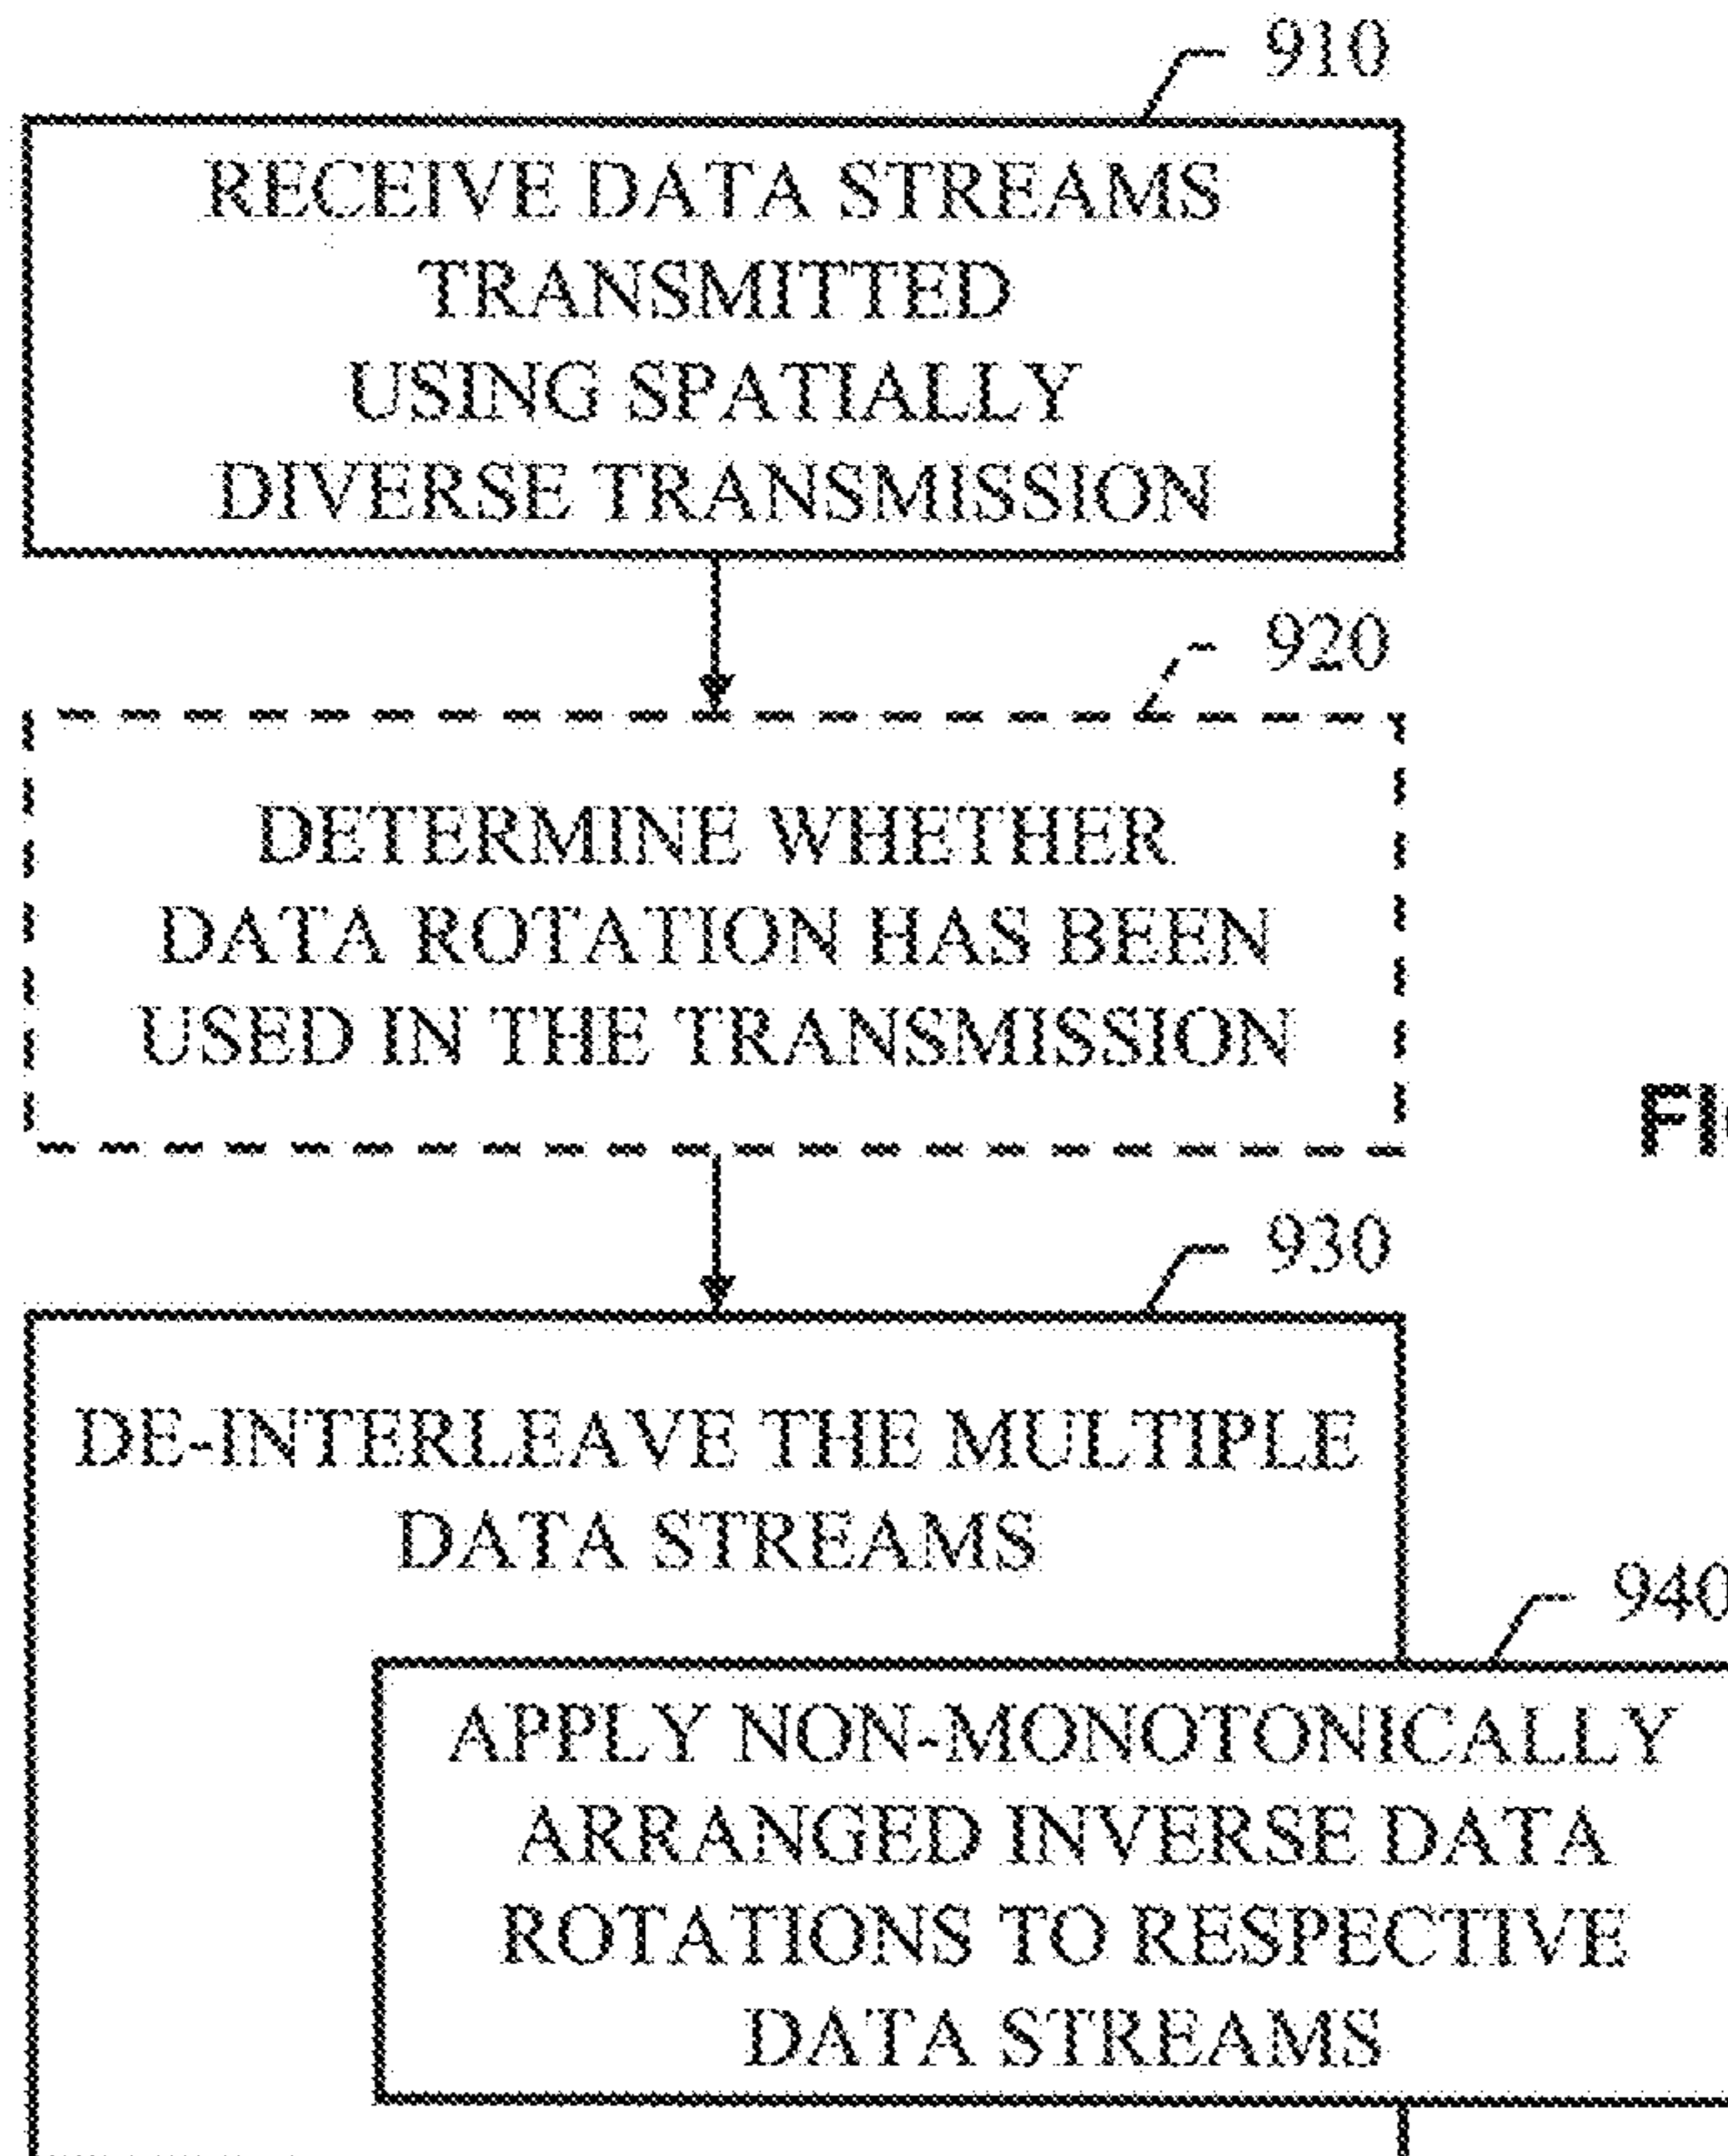 910
RECEIVE DATA STREAMS
TRANSMITTED
USING SPATIALLY
DIVERSE TRANSMISSION
920
DETERMINE WHETHER
DATA ROTATION HAS BEEN
USED IN THE TRANSMISSION
930
DE-INTERLEAVE THE MULTIPLE
DATA STREAMS
940
APPLY NON-MONOTONICALLY
ARRANGED INVERSE DATA
ROTATIONS TO RESPECTIVE
DATA STREAMS